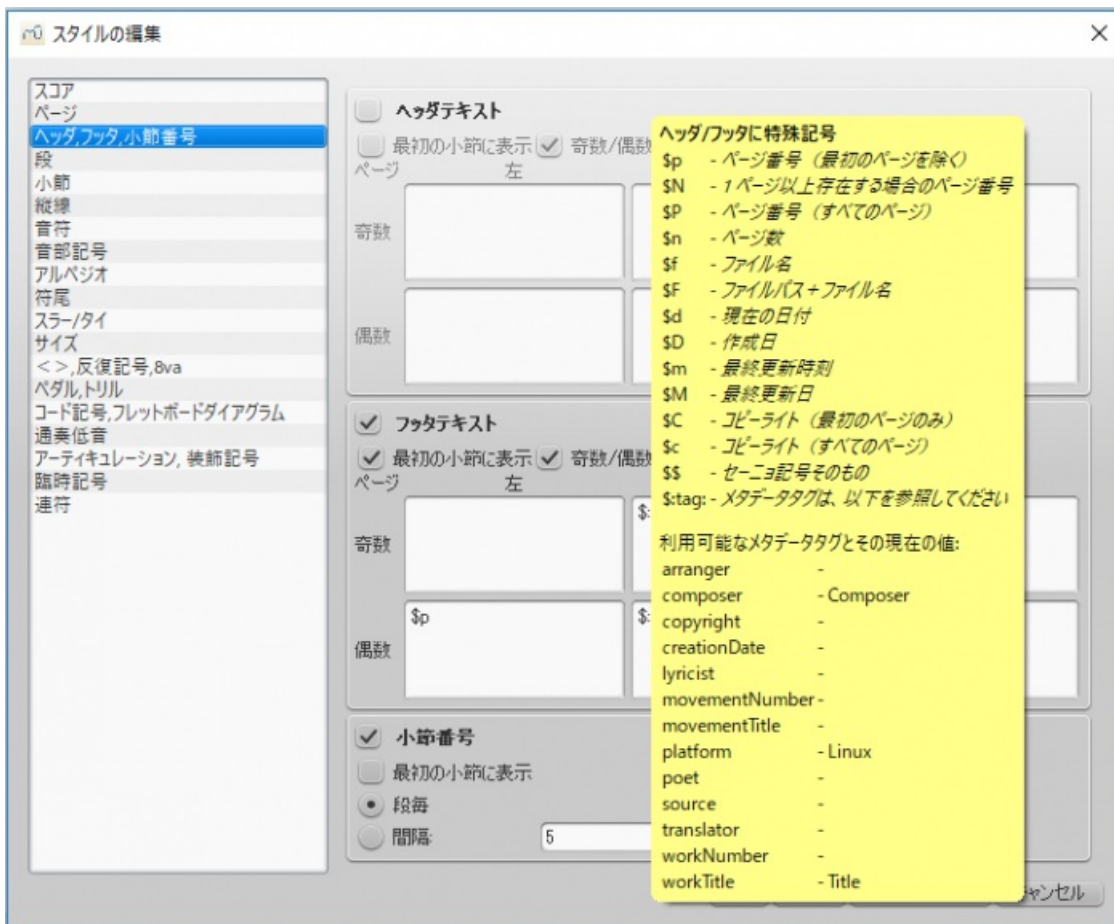 スタイルの編集
スコア
ページ
ヘッダ,フッタ,小節番号
段
小節
縦線
音符
音部記号
アルペジオ
符尾
スラー/タイ
サイズ
< >,反復記号,8va
ペダル,トリル
コード記号,フレットボードダイアグラム
通奏低音
アーティキュレーション, 装飾記号
臨時記号
連符
ヘッダテキスト
最初の小節に表示 奇数/偶数
ページ 左
奇数
偶数
フッタテキスト
最初の小節に表示 奇数/偶数
ページ 左
奇数 $:
偶数 $p $:
小節番号
最初の小節に表示
段毎
間隔: 5
ヘッダ/フッタに特殊記号
$p - ページ番号 (最初のページを除く)
$N - 1 ページ以上存在する場合のページ番号
$P - ページ番号 (すべてのページ)
$n - ページ数
$f - ファイル名
$F - ファイルパス+ファイル名
$d - 現在の日付
$D - 作成日
$m - 最終更新時刻
$M - 最終更新日
$C - コピーライト (最初のページのみ)
$c - コピーライト (すべてのページ)
$$ - セーニョ記号そのもの
$:tag: - メタデータタグは、以下を参照してください
利用可能なメタデータタグとその現在の値:
arranger -
composer - Composer
copyright -
creationDate -
lyricist -
movementNumber -
movementTitle -
platform - Linux
poet -
source -
translator -
workNumber -
workTitle - Title
ャンセル